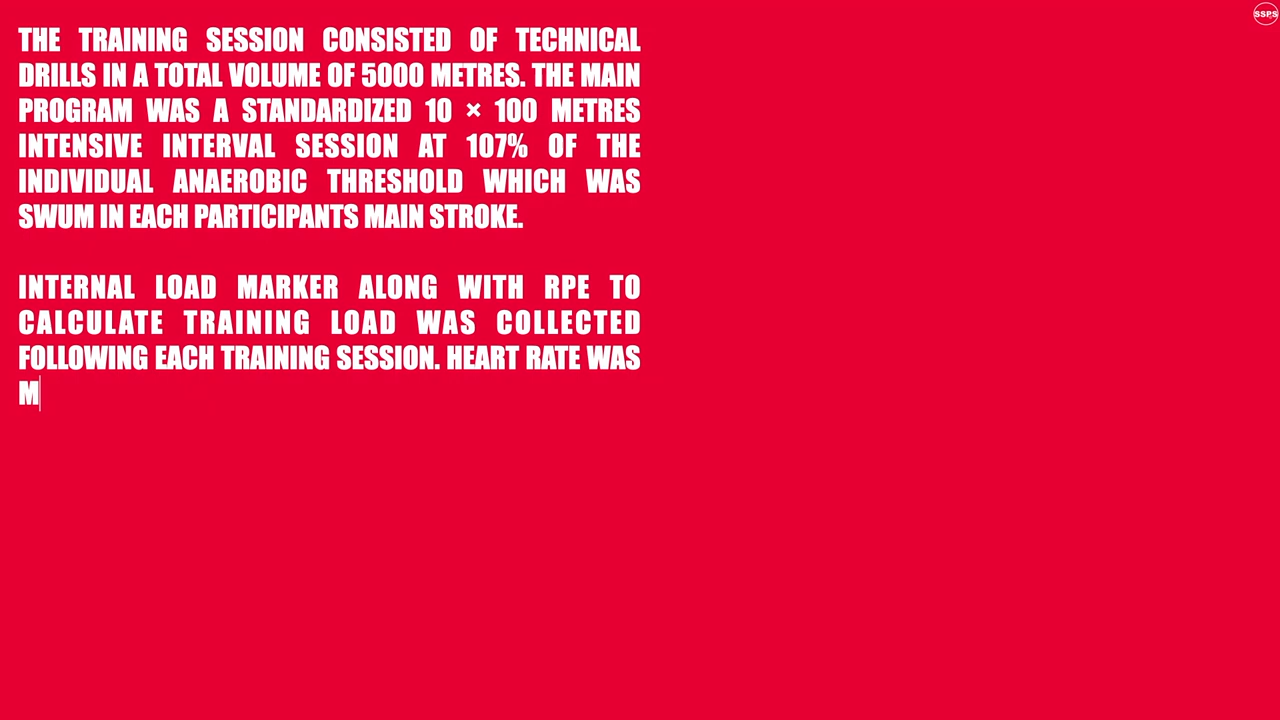 SSPS
THE TRAINING SESSION CONSISTED OF TECHNICAL
DRILLS IN A TOTAL VOLUME OF 5000 METRES. THE MAIN
PROGRAM WAS A STANDARDIZED 10 × 100 METRES
INTENSIVE INTERVAL SESSION AT 107% OF THE
INDIVIDUAL ANAEROBIC THRESHOLD WHICH WAS
SWUM IN EACH PARTICIPANTS MAIN STROKE.
INTERNAL LOAD MARKER ALONG WITH RPE TO
CALCULATE TRAINING LOAD WAS COLLECTED
FOLLOWING EACH TRAINING SESSION. HEART RATE WAS
M